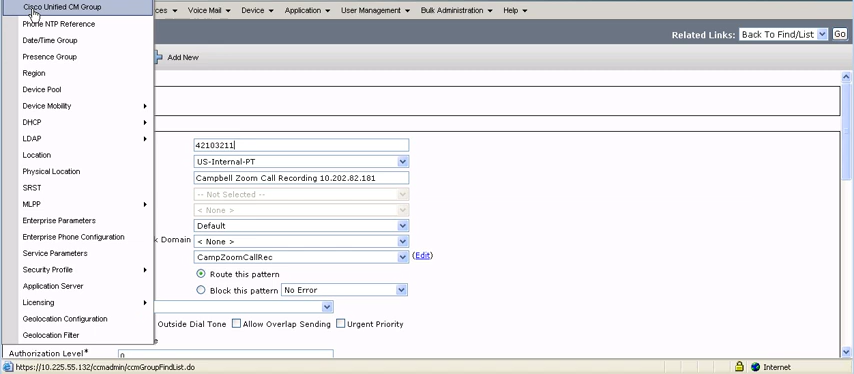 Cisco Unified CM Group
Phone NTP Reference
Date/Time Group
Presence Group
Region
Device Pool
Device Mobility
DHCP
LDAP
Location
Physical Location
SRST
MLPP
Enterprise Parameters
Enterprise Phone Configuration
Service Parameters
Security Profile
Application Server
Licensing
Geolocation Configuration
Geolocation Filter
ces Voice Mail Device Application User Management Bulk Administration Help
Related Links: Back To Find/List Go
Add New
42103211
US-Internal-PT
Campbell Zoom Call Recording 10.202.82.181
-- Not Selected --
< None >
Default
k Domain < None >
CampZoomCallRec (Edit)
Route this pattern
Block this pattern No Error
Outside Dial Tone Allow Overlap Sending Urgent Priority
Authorization Level* 0
https://10.225.55.132/ccmadmin/ccmGroupFindList.do Internet